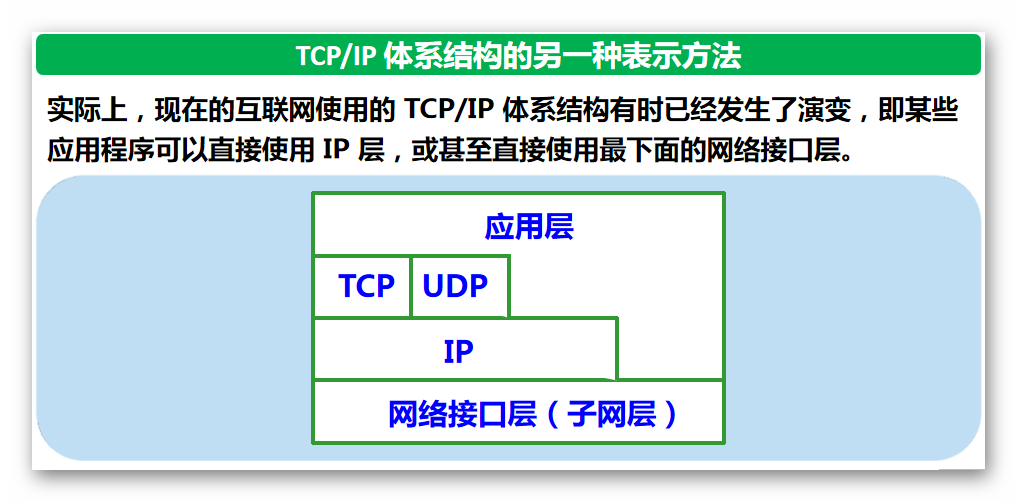 TCP/IP 体系结构的另一种表示方法
实际上，现在的互联网使用的 TCP/IP 体系结构有时已经发生了演变，即某些
应用程序可以直接使用 IP 层，或甚至直接使用最下面的网络接口层。
应用层
TCP UDP
IP
网络接口层（子网层）